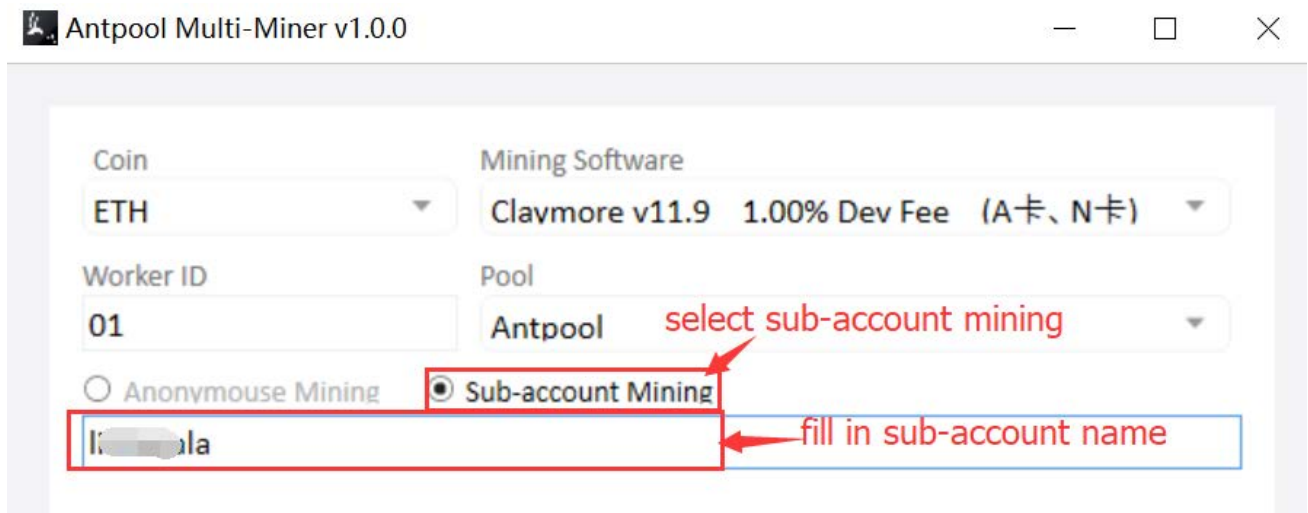 Antpool Multi-Miner v1.0.0
Coin
Mining Software
ETH
Claymore v11.9 1.00% Dev Fee (A卡、N卡)
Worker ID
Pool
01
Antpool
select sub-account mining
Anonymouse Mining
Sub-account Mining
fill in sub-account name